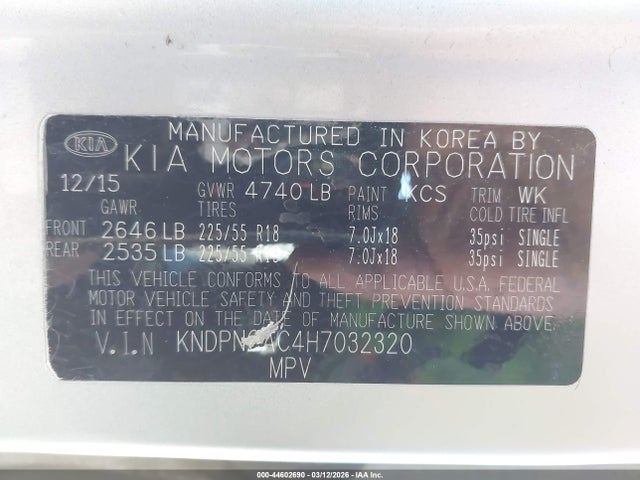 KIA
MANUFACTURED IN KOREA BY
KIA MOTORS CORPORATION
12/15 GVWR 4740 LB PAINT KCS TRIM WK
GAWR TIRES RIMS COLD TIRE INFL
FRONT 2646 LB 225/55 R18 7.0Jx18 35psi SINGLE
REAR 2535 LB 225/55 R18 7.0Jx18 35psi SINGLE
THIS VEHICLE CONFORMS TO ALL APPLICABLE U.S.A. FEDERAL
MOTOR VEHICLE SAFETY AND THEFT PREVENTION STANDARDS
IN EFFECT ON THE DATE OF MANUFACTURE SHOWN ABOVE.
V.I.N
MPV
000-44602690 - 03/12/2026 - IAA Inc.